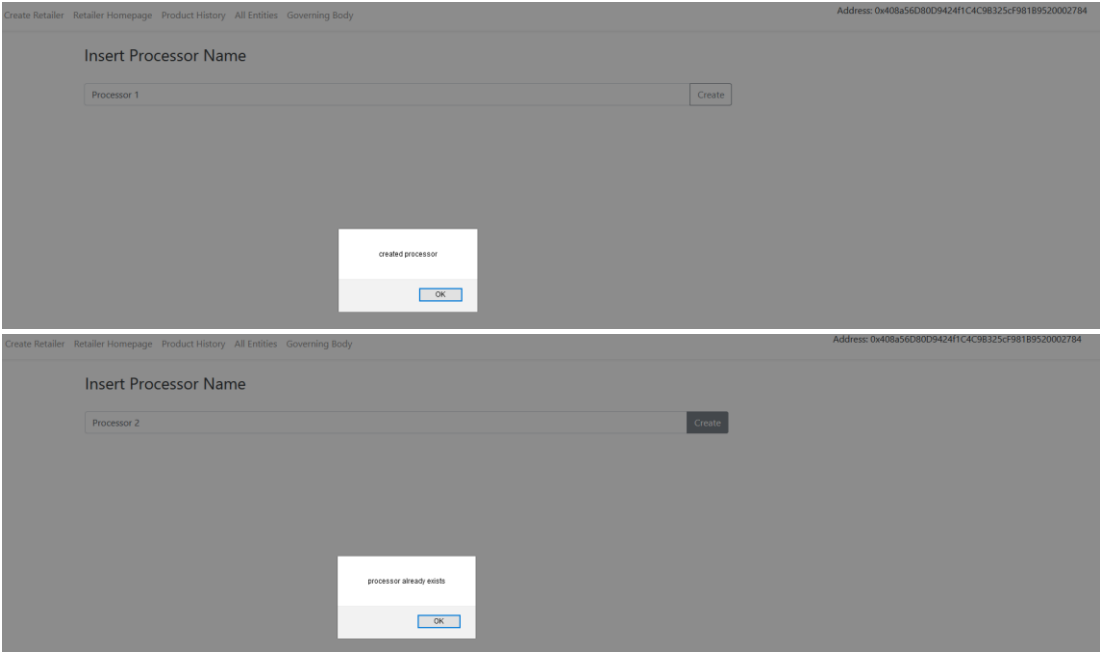 Create Retailer Retailer Homepage Product History All Entities Governing Body Address: 0x408a56D80D9424f1C4C9B325cF981B9520002784
Insert Processor Name
Processor 1 Create
created processor
OK
Create Retailer Retailer Homepage Product History All Entities Governing Body Address: 0x408a56D80D9424f1C4C9B325cF981B9520002784
Insert Processor Name
Processor 2 Create
processor already exists
OK